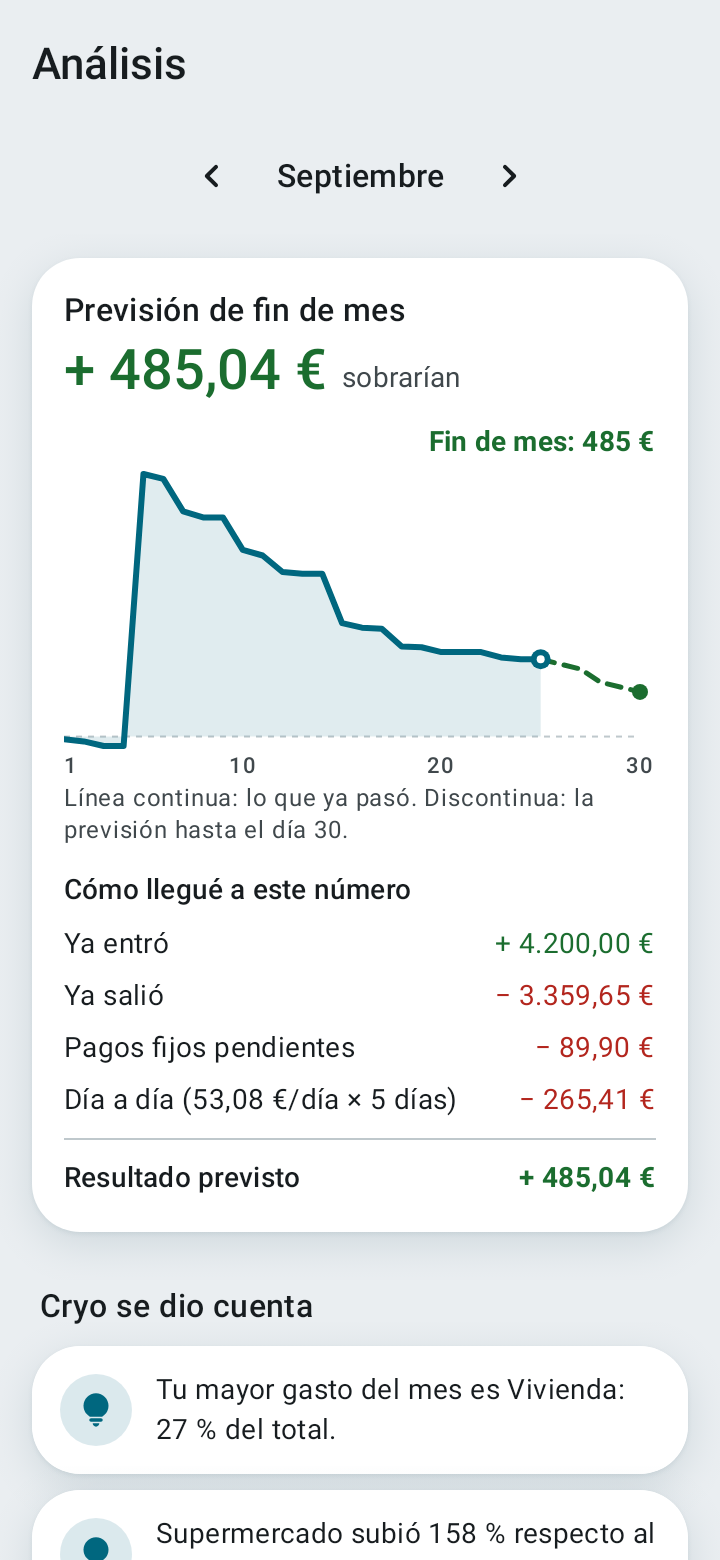 Análisis
Septiembre
Previsión de fin de mes
+ 485,04 € sobrarían
Fin de mes: 485 €
1 10 20 30
Línea continua: lo que ya pasó. Discontinua: la
previsión hasta el día 30.
Cómo llegué a este número
Ya entró + 4.200,00 €
Ya salió − 3.359,65 €
Pagos fijos pendientes − 89,90 €
Día a día (53,08 €/día × 5 días) − 265,41 €
Resultado previsto + 485,04 €
Cryo se dio cuenta
Tu mayor gasto del mes es Vivienda:
27 % del total.
Supermercado subió 158 % respecto al